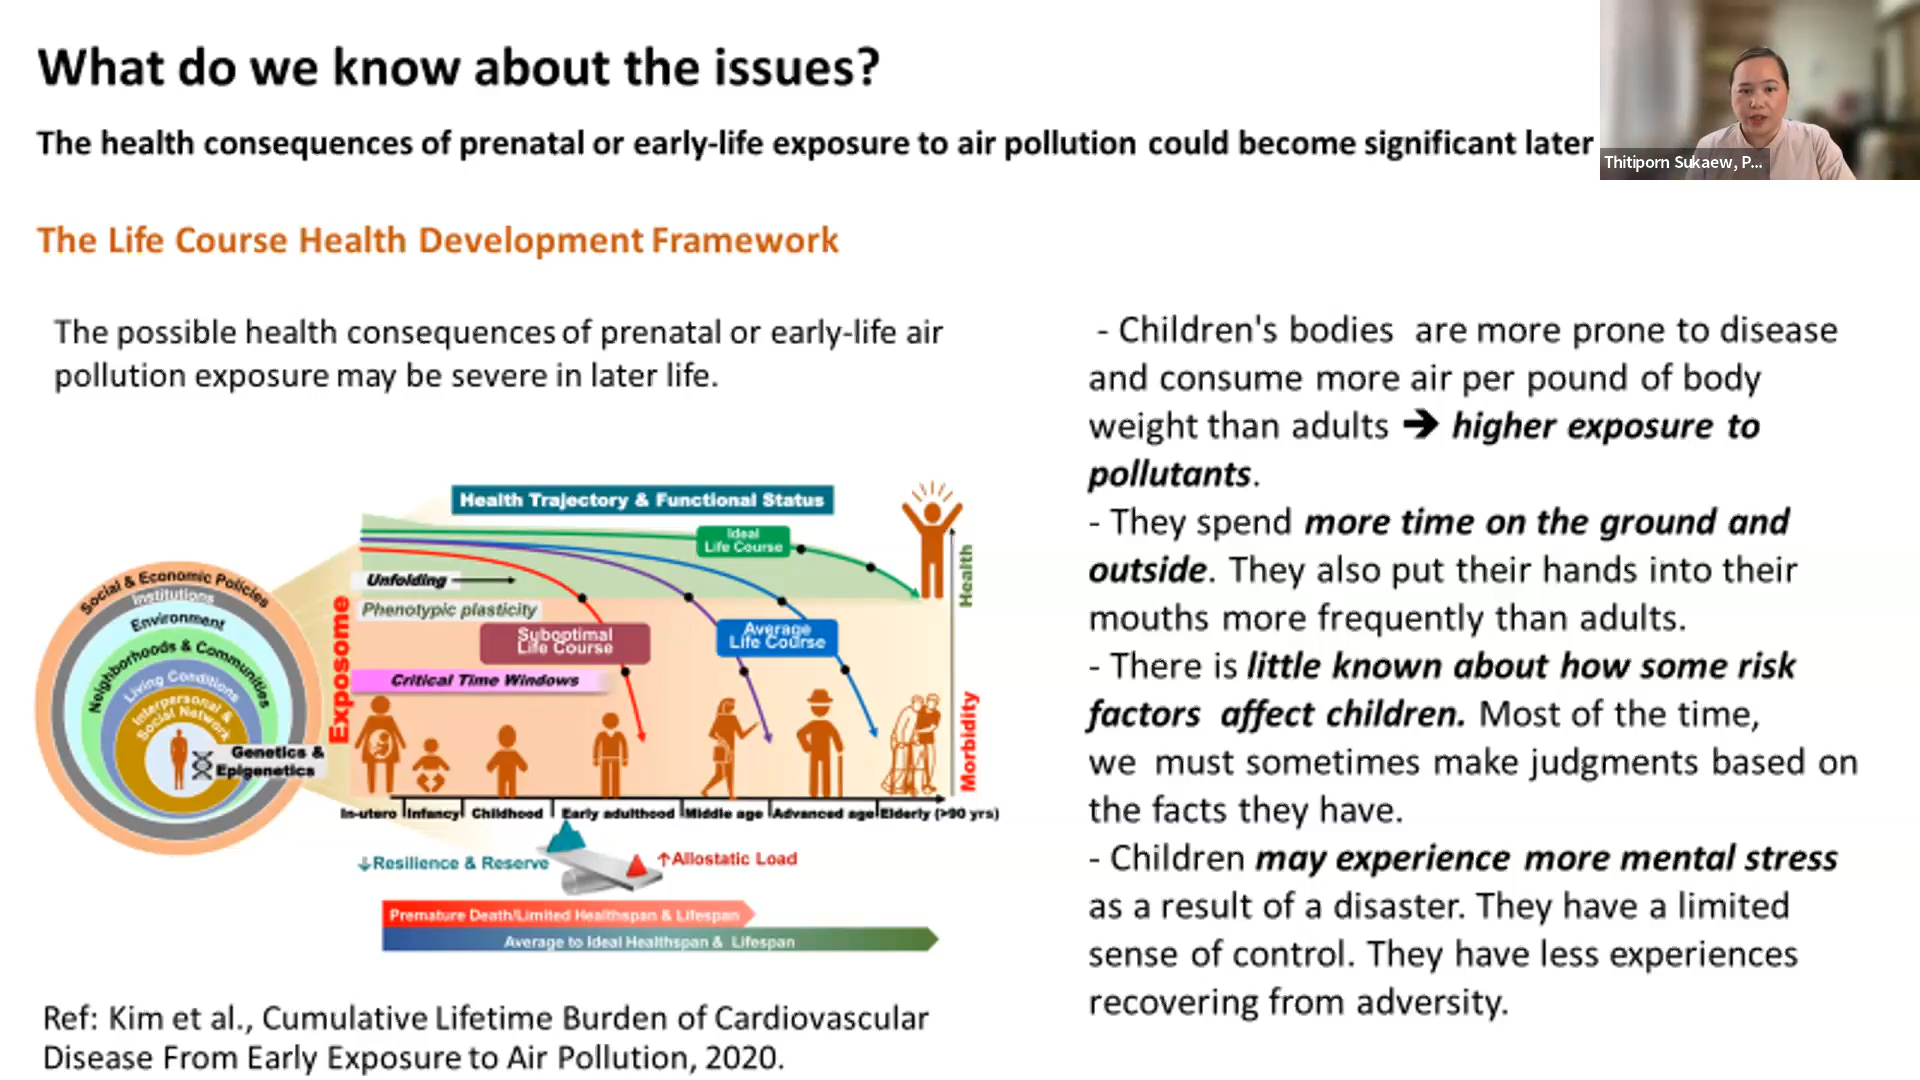 What do we know about the issues?
The health consequences of prenatal or early-life exposure to air pollution could become significant later
Thitiporn Sukaew, P...
The Life Course Health Development Framework
The possible health consequences of prenatal or early-life air
pollution exposure may be severe in later life.
Health Trajectory & Functional Status
Ideal
Life Course
Unfolding
Phenotypic plasticity
Suboptimal
Life Course
Average
Life Course
Critical Time Windows
Exposome
Health
Morbidity
Social & Economic Policies
Institutions
Environment
Neighborhoods & Communities
Living Conditions
Interpersonal &
Social Network
Genetics &
Epigenetics
In-utero Infancy Childhood Early adulthood Middle age Advanced age Elderly (>90 yrs)
↓Resilience & Reserve
↑Allostatic Load
Premature Death/Limited Healthspan & Lifespan
Average to Ideal Healthspan & Lifespan
Ref: Kim et al., Cumulative Lifetime Burden of Cardiovascular
Disease From Early Exposure to Air Pollution, 2020.
- Children's bodies are more prone to disease
and consume more air per pound of body
weight than adults ➔ higher exposure to
pollutants.
- They spend more time on the ground and
outside. They also put their hands into their
mouths more frequently than adults.
- There is little known about how some risk
factors affect children. Most of the time,
we must sometimes make judgments based on
the facts they have.
- Children may experience more mental stress
as a result of a disaster. They have a limited
sense of control. They have less experiences
recovering from adversity.